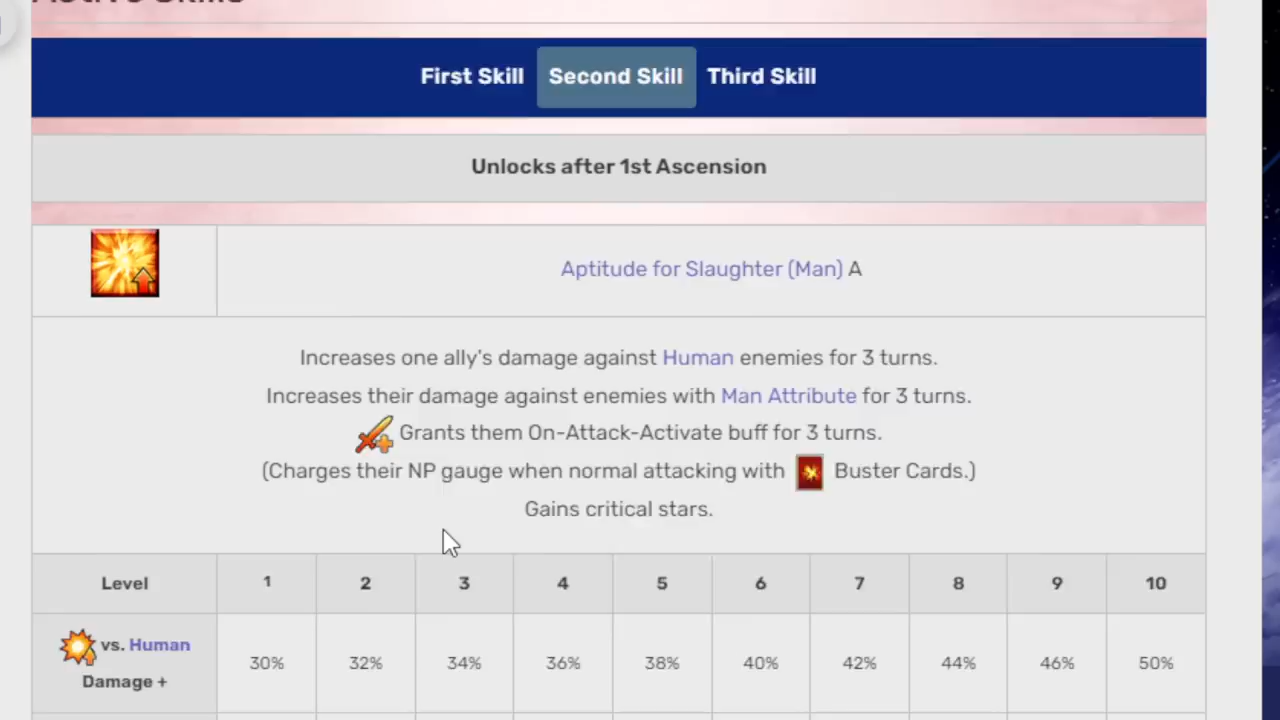 First Skill Second Skill Third Skill
Unlocks after 1st Ascension
Aptitude for Slaughter (Man) A
Increases one ally's damage against Human enemies for 3 turns.
Increases their damage against enemies with Man Attribute for 3 turns.
Grants them On-Attack-Activate buff for 3 turns.
(Charges their NP gauge when normal attacking with Buster Cards.)
Gains critical stars.
Level 1 2 3 4 5 6 7 8 9 10
vs. Human
Damage + 30% 32% 34% 36% 38% 40% 42% 44% 46% 50%